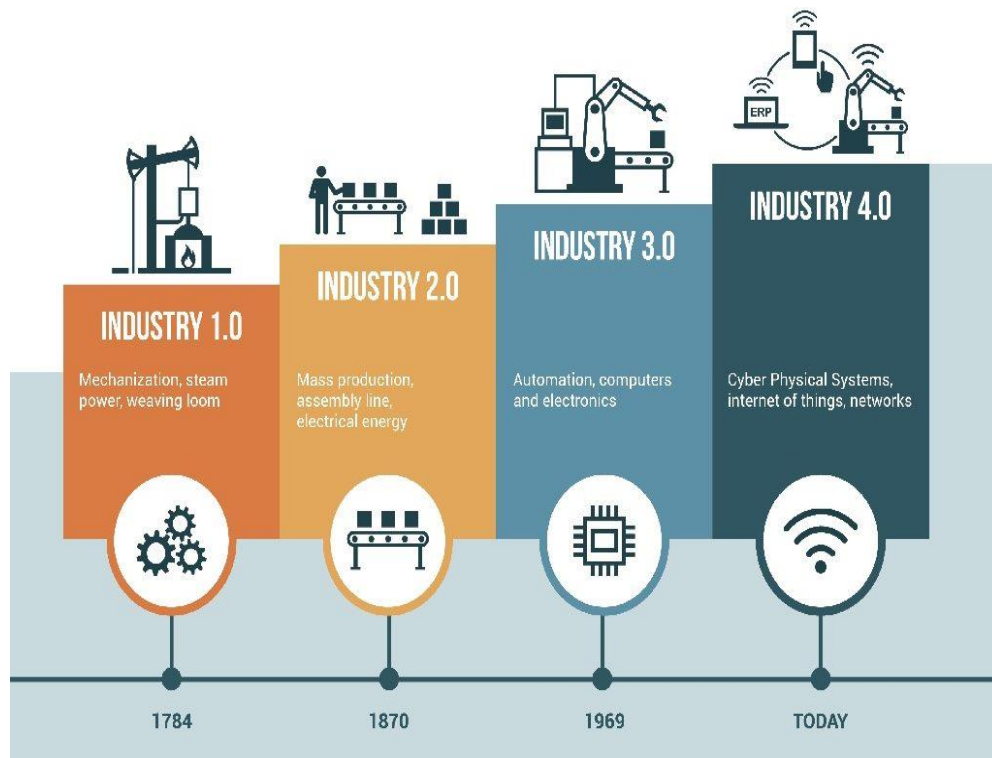 ERP
INDUSTRY 1.0
Mechanization, steam
power, weaving loom
INDUSTRY 2.0
Mass production,
assembly line,
electrical energy
INDUSTRY 3.0
Automation, computers
and electronics
INDUSTRY 4.0
Cyber Physical Systems,
internet of things, networks
1784
1870
1969
TODAY